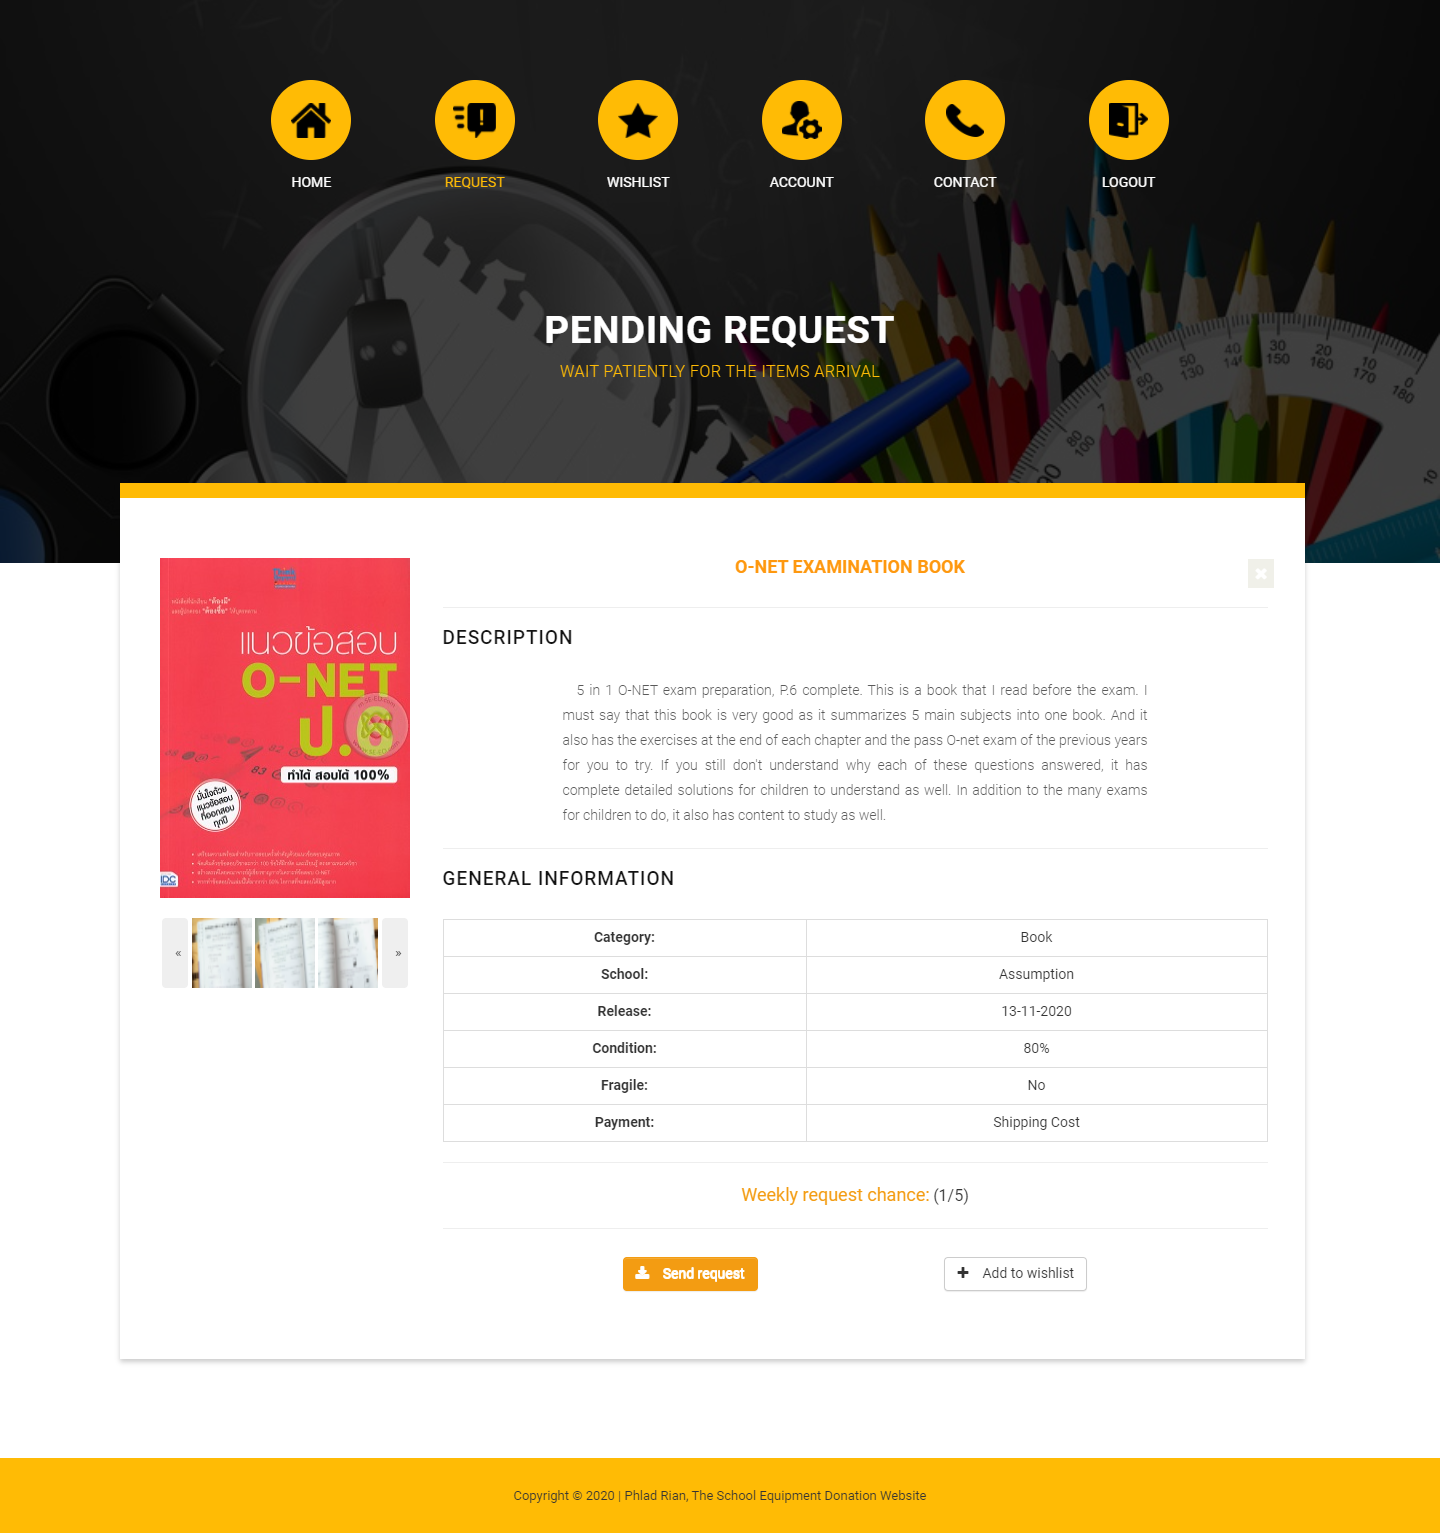 HOME
REQUEST
WISHLIST
ACCOUNT
CONTACT
LOGOUT
PENDING REQUEST
WAIT PATIENTLY FOR THE ITEMS ARRIVAL
O-NET EXAMINATION BOOK
DESCRIPTION
5 in 1 O-NET exam preparation, P.6 complete. This is a book that I read before the exam. I
must say that this book is very good as it summarizes 5 main subjects into one book. And it
also has the exercises at the end of each chapter and the pass O-net exam of the previous years
for you to try. If you still don't understand why each of these questions answered, it has
complete detailed solutions for children to understand as well. In addition to the many exams
for children to do, it also has content to study as well.
แนวข้อสอบ
O-NET
ป.6
ทำได้ สอบได้ 100%
มั่นใจด้วย
แนวข้อสอบ
ที่ออกสอบ
ทุกปี
IDC
«
»
GENERAL INFORMATION
Category: Book
School: Assumption
Release: 13-11-2020
Condition: 80%
Fragile: No
Payment: Shipping Cost
Weekly request chance: (1/5)
Send request
Add to wishlist
Copyright © 2020 | Phlad Rian, The School Equipment Donation Website